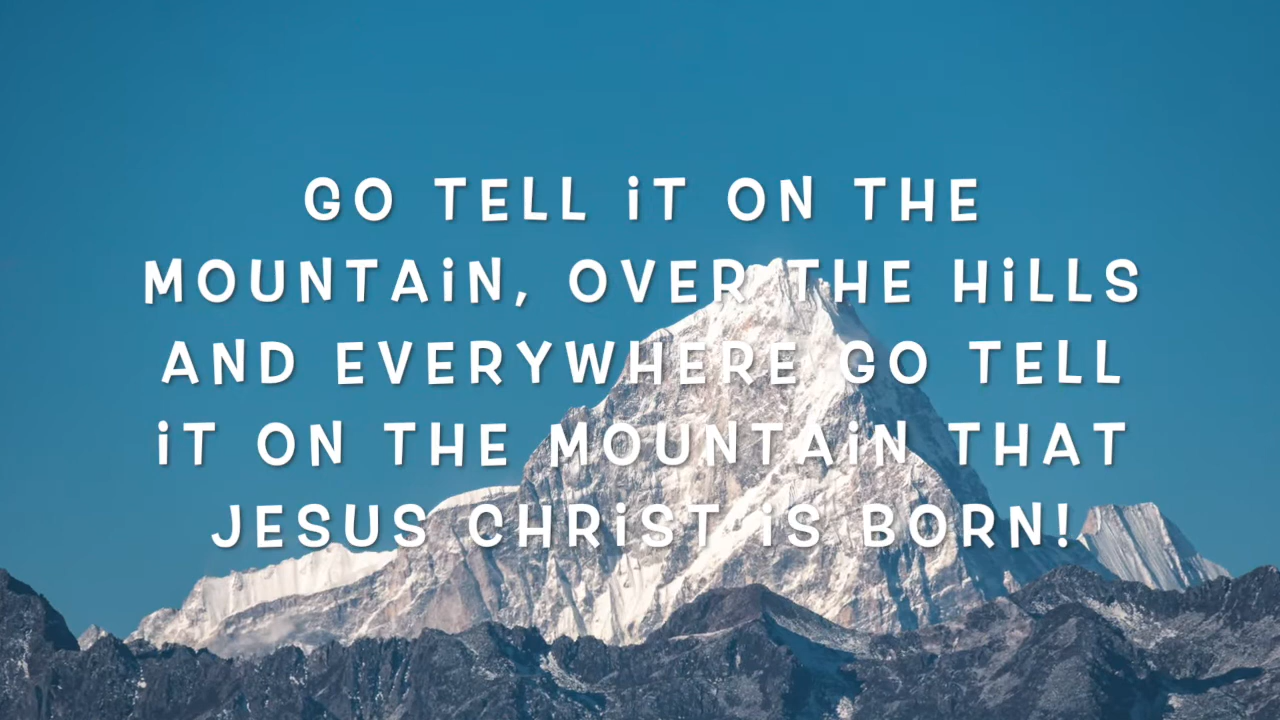 GO TELL iT ON THE
MOUNTAiN, OVER THE HiLLS
AND EVERYWHERE GO TELL
iT ON THE MOUNTAiN THAT
JESUS CHRiST iS BORN!